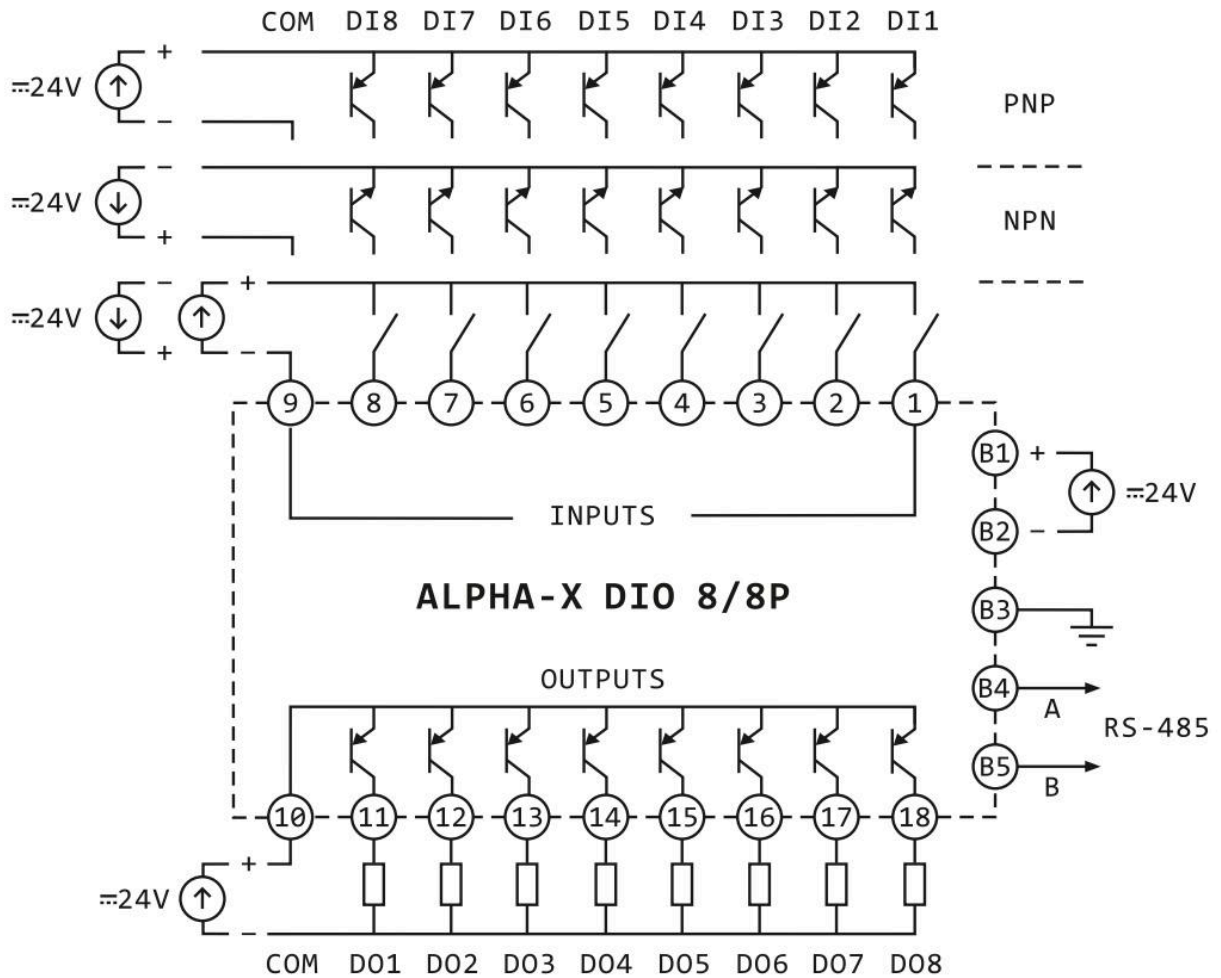 COM DI8 DI7 DI6 DI5 DI4 DI3 DI2 DI1
+
⎓24V
−
PNP
−
⎓24V
+
NPN
− +
⎓24V
+ −
9 8 7 6 5 4 3 2 1
B1 +
⎓24V
INPUTS
B2 −
ALPHA-X DIO 8/8P
B3
OUTPUTS
B4
A
RS-485
B5
B
10 11 12 13 14 15 16 17 18
+
⎓24V
−
COM DO1 DO2 DO3 DO4 DO5 DO6 DO7 DO8